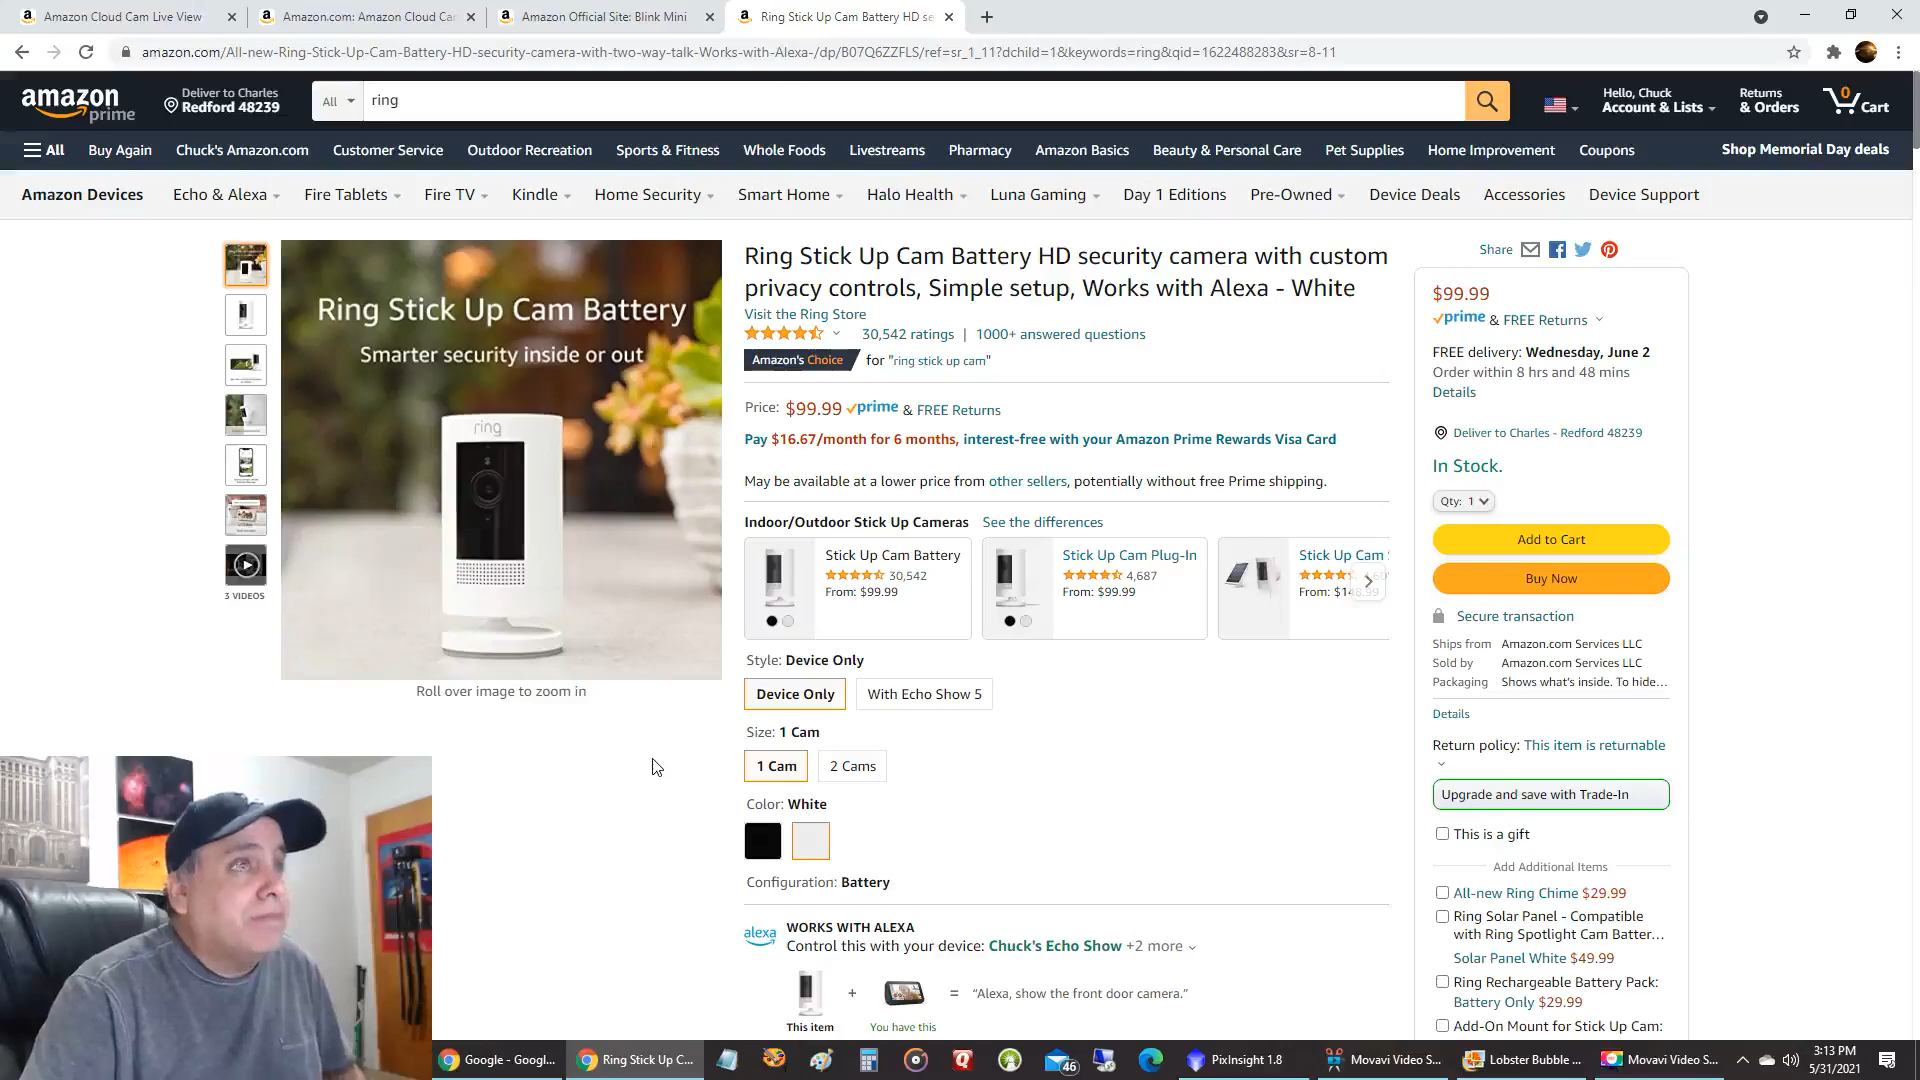 Amazon Cloud Cam Live View
Amazon.com: Amazon Cloud Ca
Amazon Official Site: Blink Mini
Ring Stick Up Cam Battery HD se
amazon.com/All-new-Ring-Stick-Up-Cam-Battery-HD-security-camera-with-two-way-talk-Works-with-Alexa-/dp/B07Q6ZZFLS/ref=sr_1_11?dchild=1&keywords=ring&qid=1622488283&sr=8-11
amazon prime
Deliver to Charles
Redford 48239
All
ring
Hello, Chuck
Account & Lists
Returns
& Orders
0
Cart
All
Buy Again
Chuck's Amazon.com
Customer Service
Outdoor Recreation
Sports & Fitness
Whole Foods
Livestreams
Pharmacy
Amazon Basics
Beauty & Personal Care
Pet Supplies
Home Improvement
Coupons
Shop Memorial Day deals
Amazon Devices
Echo & Alexa
Fire Tablets
Fire TV
Kindle
Home Security
Smart Home
Halo Health
Luna Gaming
Day 1 Editions
Pre-Owned
Device Deals
Accessories
Device Support
3 VIDEOS
Ring Stick Up Cam Battery
Smarter security inside or out
ring
Roll over image to zoom in
Ring Stick Up Cam Battery HD security camera with custom
privacy controls, Simple setup, Works with Alexa - White
Visit the Ring Store
30,542 ratings | 1000+ answered questions
Amazon's Choice for "ring stick up cam"
Price: $99.99 prime & FREE Returns
Pay $16.67/month for 6 months, interest-free with your Amazon Prime Rewards Visa Card
May be available at a lower price from other sellers, potentially without free Prime shipping.
Indoor/Outdoor Stick Up Cameras See the differences
Stick Up Cam Battery
30,542
From: $99.99
Stick Up Cam Plug-In
4,687
From: $99.99
Stick Up Cam
Style: Device Only
Device Only
With Echo Show 5
Size: 1 Cam
1 Cam
2 Cams
Color: White
Configuration: Battery
alexa
WORKS WITH ALEXA
Control this with your device: Chuck's Echo Show +2 more
+
=
“Alexa, show the front door camera.”
This item
You have this
Share
$99.99
prime & FREE Returns
FREE delivery: Wednesday, June 2
Order within 8 hrs and 48 mins
Details
Deliver to Charles - Redford 48239
In Stock.
Qty: 1
Add to Cart
Buy Now
Secure transaction
Ships from Amazon.com Services LLC
Sold by Amazon.com Services LLC
Packaging Shows what's inside. To hide...
Details
Return policy: This item is returnable
Upgrade and save with Trade-In
This is a gift
Add Additional Items
All-new Ring Chime $29.99
Ring Solar Panel - Compatible
with Ring Spotlight Cam Batter...
Solar Panel White $49.99
Ring Rechargeable Battery Pack:
Battery Only $29.99
Add-On Mount for Stick Up Cam:
Google - Googl...
Ring Stick Up C...
46
PixInsight 1.8
Movavi Video S...
Lobster Bubble ...
Movavi Video S...
3:13 PM
5/31/2021